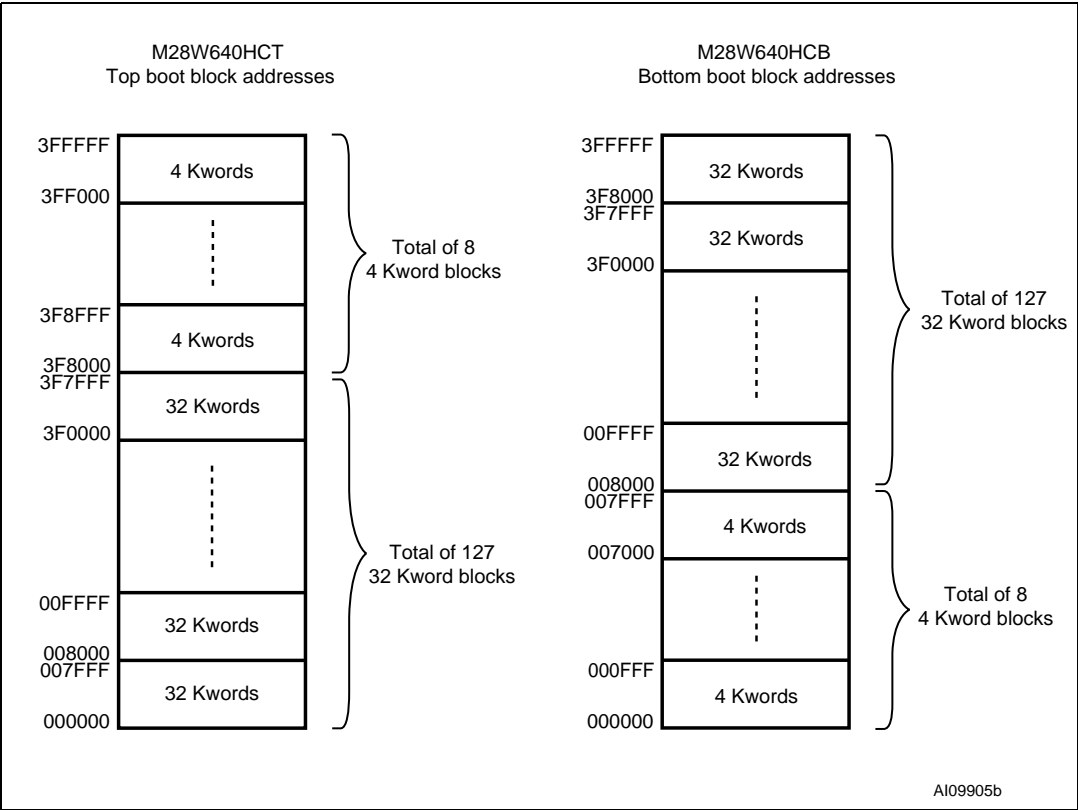 M28W640HCT
Top boot block addresses
3FFFFF
4 Kwords
3FF000
Total of 8
4 Kword blocks
3F8FFF
4 Kwords
3F8000
3F7FFF
32 Kwords
3F0000
Total of 127
32 Kword blocks
00FFFF
32 Kwords
008000
007FFF
32 Kwords
000000
M28W640HCB
Bottom boot block addresses
3FFFFF
32 Kwords
3F8000
3F7FFF
32 Kwords
3F0000
Total of 127
32 Kword blocks
00FFFF
32 Kwords
008000
007FFF
4 Kwords
007000
Total of 8
4 Kword blocks
000FFF
4 Kwords
000000
AI09905b